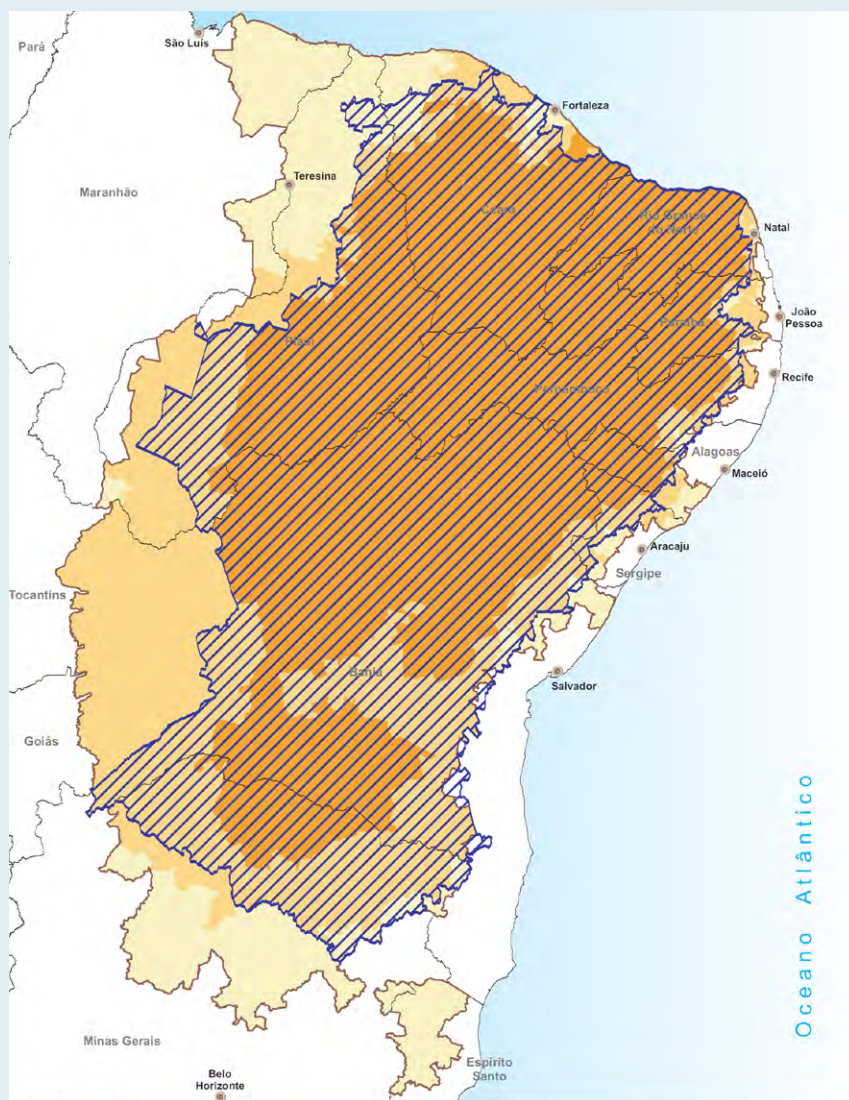 Pará
São Luís
Fortaleza
Teresina
Maranhão
Ceará
Rio Grande
do Norte
Natal
João
Pessoa
Paraíba
Piauí
Recife
Pernambuco
Alagoas
Maceió
Aracaju
Sergipe
Tocantins
Bahia
Salvador
Goiás
Oceano Atlântico
Minas Gerais
Espírito
Santo
Belo
Horizonte